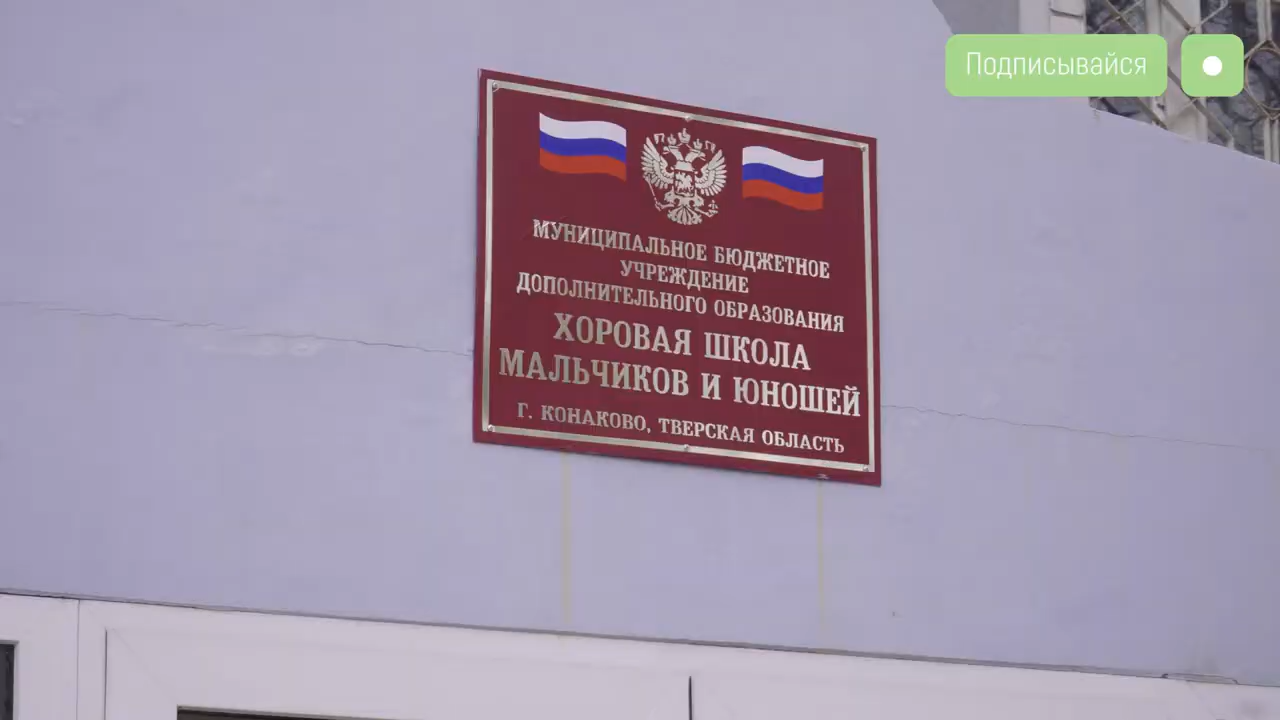 Подписывайся
МУНИЦИПАЛЬНОЕ БЮДЖЕТНОЕ
УЧРЕЖДЕНИЕ
ДОПОЛНИТЕЛЬНОГО ОБРАЗОВАНИЯ
ХОРОВАЯ ШКОЛА
МАЛЬЧИКОВ И ЮНОШЕЙ
Г. КОНАКОВО, ТВЕРСКАЯ ОБЛАСТЬ